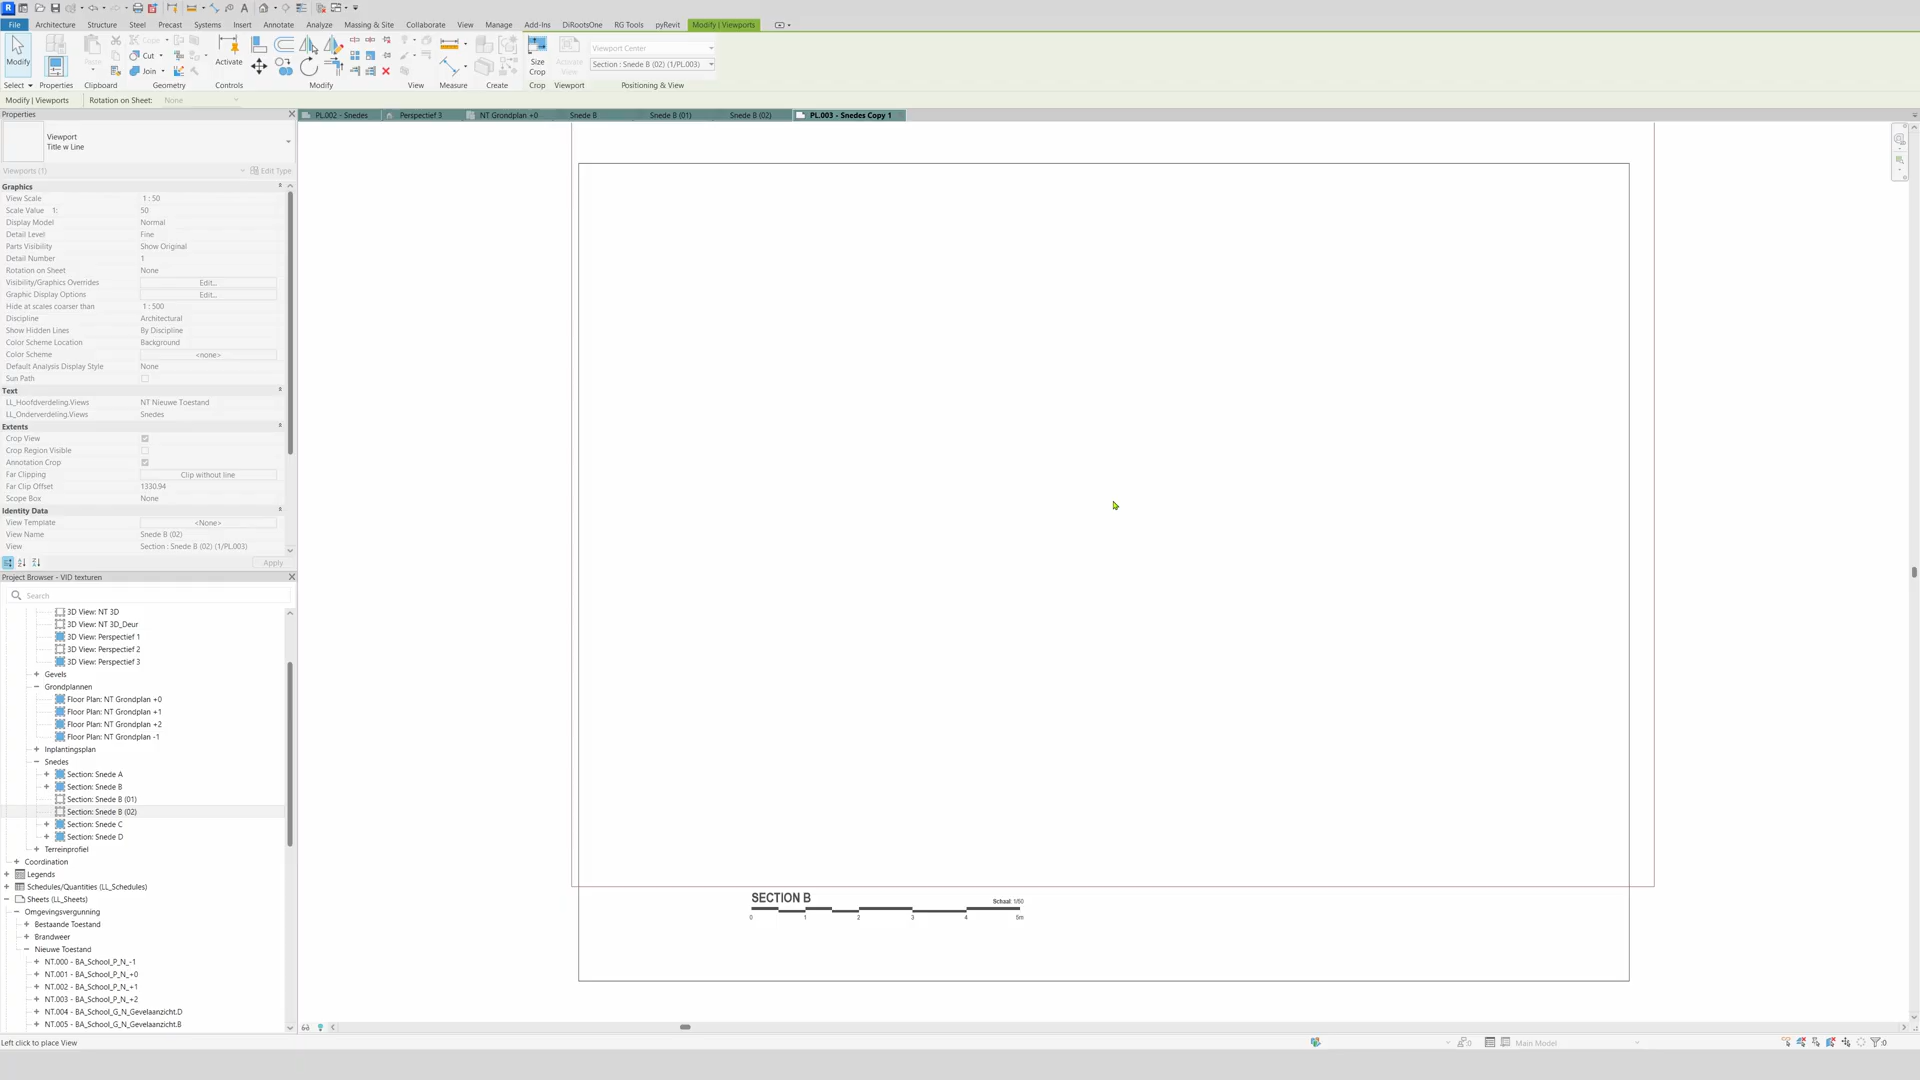 File Architecture Structure Steel Precast Systems Insert Annotate Analyze Massing & Site Collaborate View Manage Add-Ins DiRootsOne RG Tools pyRevit Modify | Viewports
Cut
Join
Modify
Activate
Size Crop
Activate View
Viewport Center
Section : Snede B (02) (1/PL.003)
Select Properties Clipboard Geometry Controls Modify View Measure Create Crop Viewport Positioning & View
Modify | Viewports Rotation on Sheet: None
Properties
PL.002 - Snedes Perspectief 3 NT Grondplan +0 Snede B Snede B (01) Snede B (02) PL.003 - Snedes Copy 1
Viewport
Title w Line
Viewports (1) Edit Type
Graphics
View Scale 1 : 50
Scale Value 1: 50
Display Model Normal
Detail Level Fine
Parts Visibility Show Original
Detail Number 1
Rotation on Sheet None
Visibility/Graphics Overrides Edit...
Graphic Display Options Edit...
Hide at scales coarser than 1 : 500
Discipline Architectural
Show Hidden Lines By Discipline
Color Scheme Location Background
Color Scheme <none>
Default Analysis Display Style None
Sun Path
Text
LL_Hoofdverdeling.Views NT Nieuwe Toestand
LL_Onderverdeling.Views Snedes
Extents
Crop View
Crop Region Visible
Annotation Crop
Far Clipping Clip without line
Far Clip Offset 1330.94
Scope Box None
Identity Data
View Template <None>
View Name Snede B (02)
View Section : Snede B (02) (1/PL.003)
Apply
Project Browser - VID texturen
Search
3D View: NT 3D
3D View: NT 3D_Deur
3D View: Perspectief 1
3D View: Perspectief 2
3D View: Perspectief 3
Gevels
Grondplannen
Floor Plan: NT Grondplan +0
Floor Plan: NT Grondplan +1
Floor Plan: NT Grondplan +2
Floor Plan: NT Grondplan -1
Inplantingsplan
Snedes
Section: Snede A
Section: Snede B
Section: Snede B (01)
Section: Snede B (02)
Section: Snede C
Section: Snede D
Terreinprofiel
Coordination
Legends
Schedules/Quantities (LL_Schedules)
Sheets (LL_Sheets)
Omgevingsvergunning
Bestaande Toestand
Brandweer
Nieuwe Toestand
NT.000 - BA_School_P_N_-1
NT.001 - BA_School_P_N_+0
NT.002 - BA_School_P_N_+1
NT.003 - BA_School_P_N_+2
NT.004 - BA_School_G_N_Gevelaanzicht.D
NT.005 - BA_School_G_N_Gevelaanzicht.B
SECTION B Schaal: 1/50
0 1 2 3 4 5m
Left click to place View
:0 Main Model :0